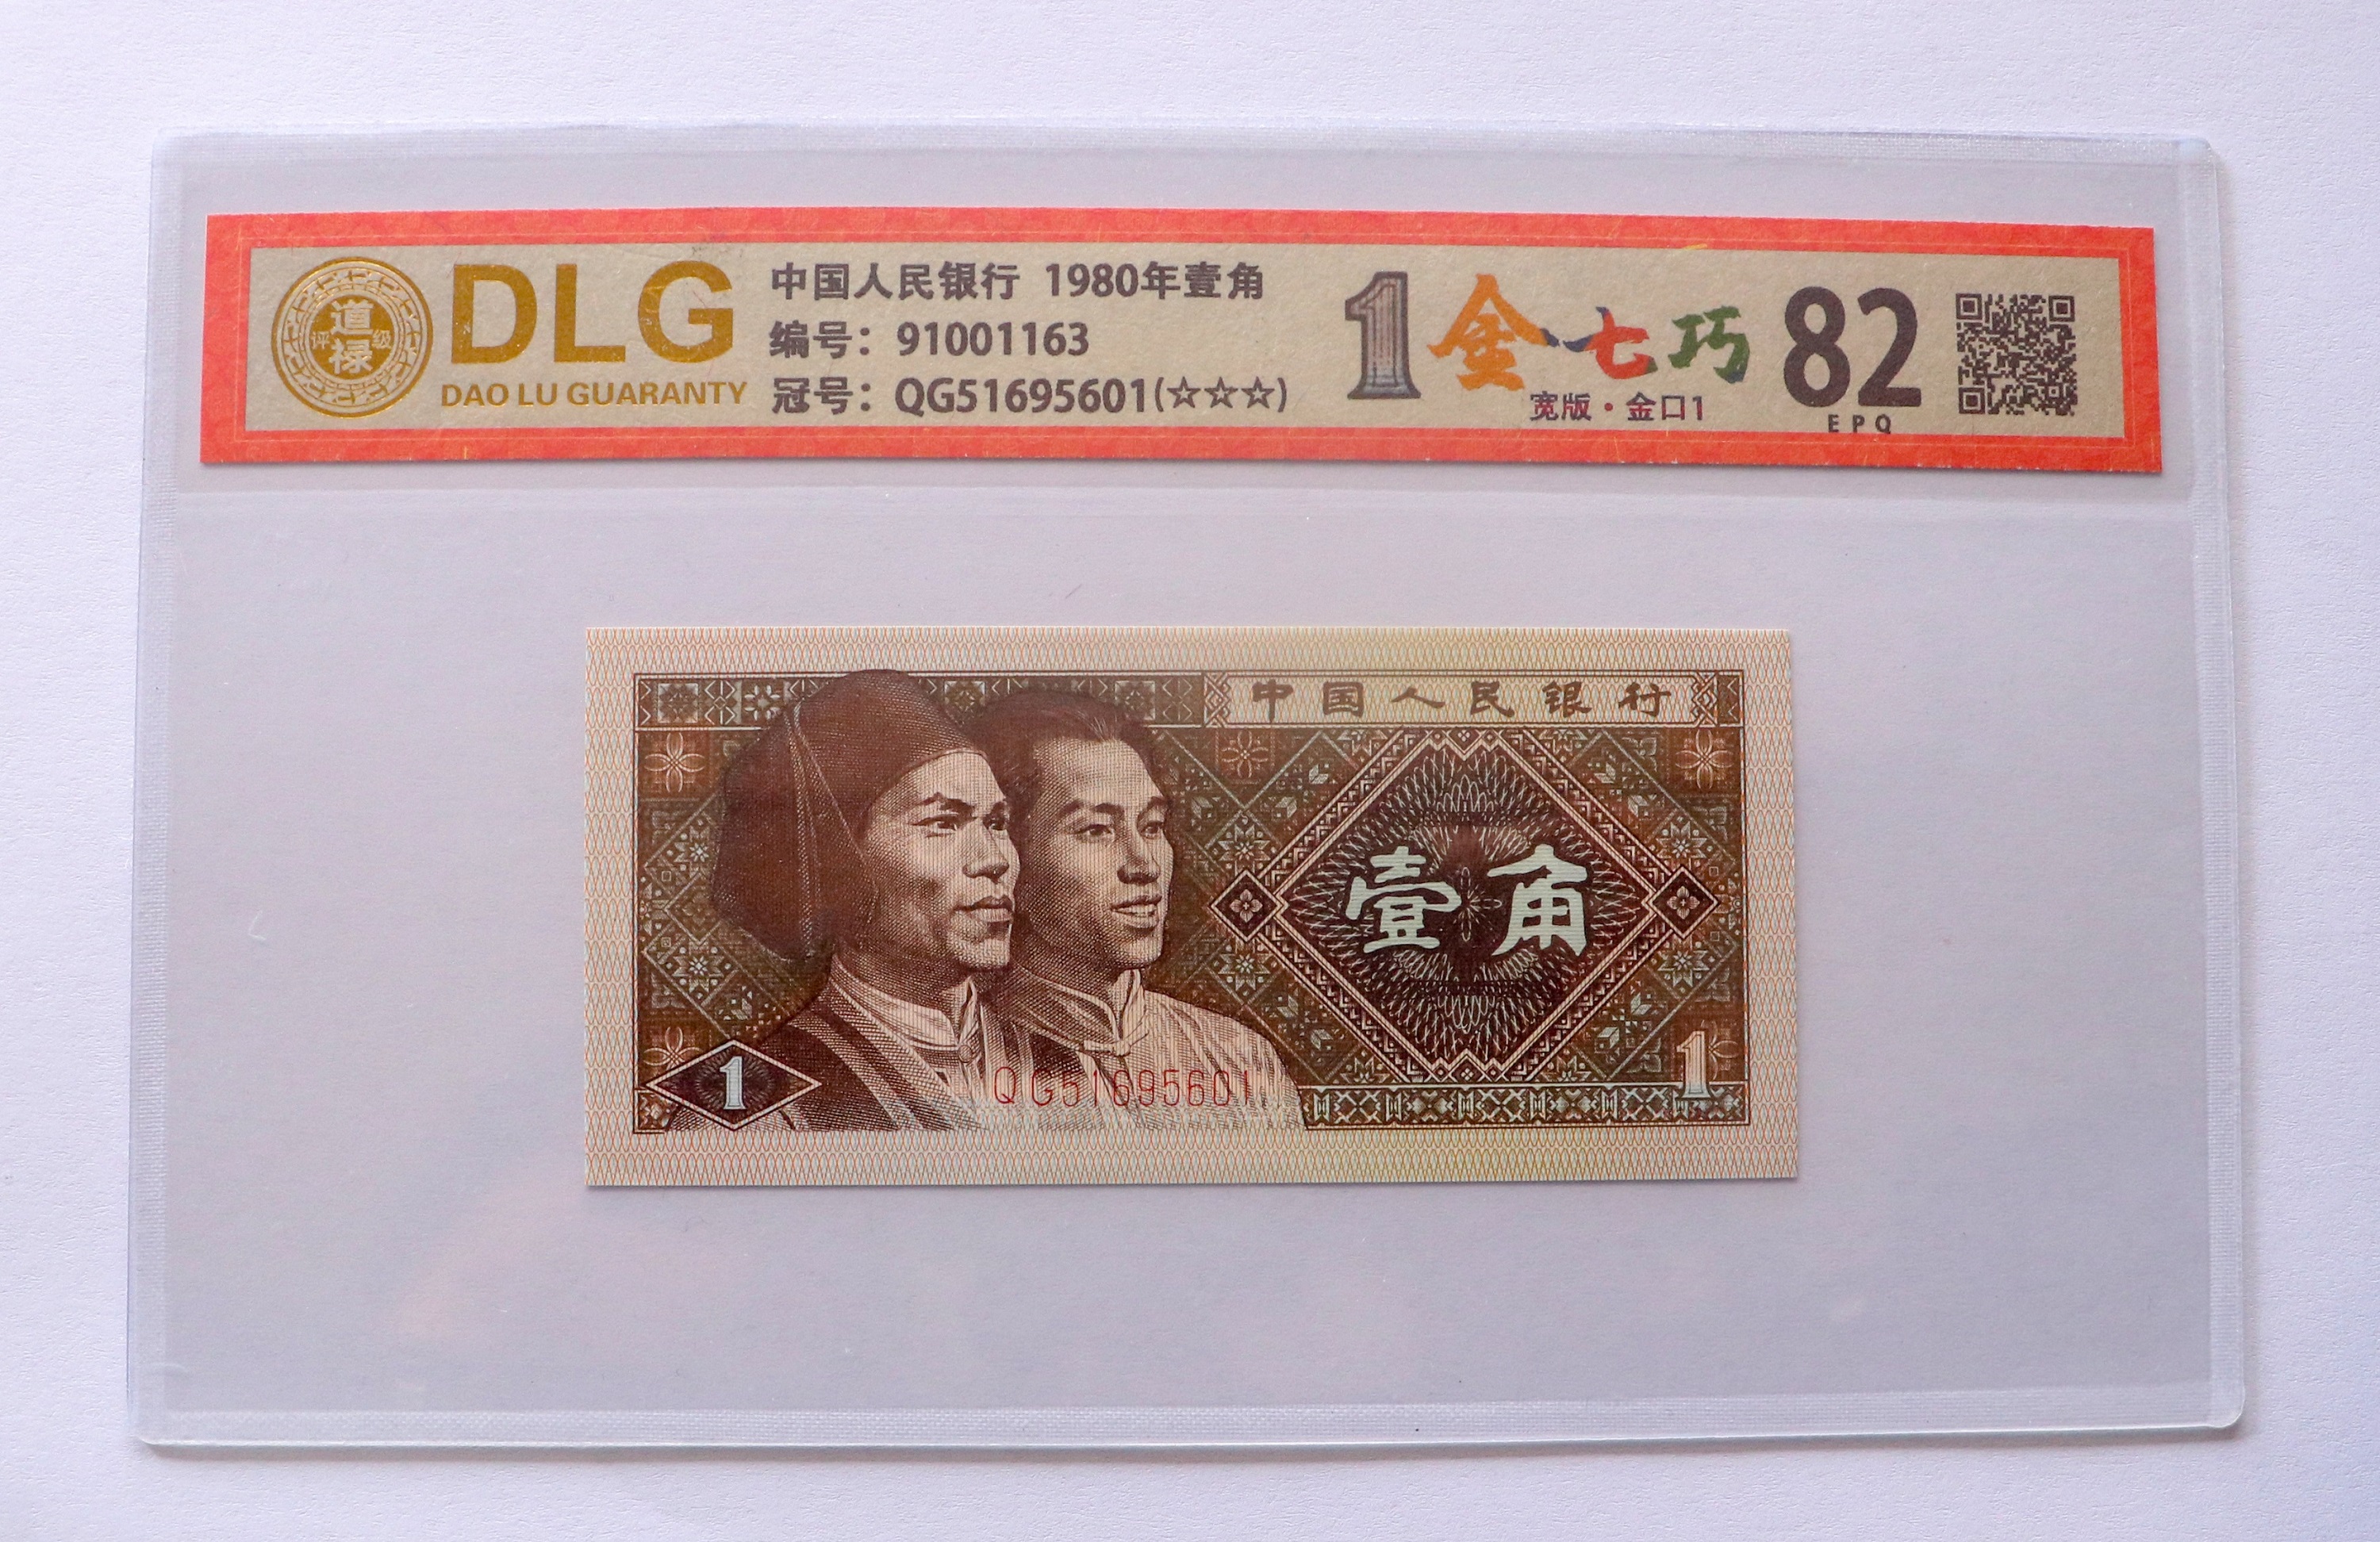 道
评 级
禄
DLG
DAO LU GUARANTY
中国人民银行 1980年壹角
编号：91001163
冠号：QG51695601(☆☆☆)
1 金七巧
宽版·金口1
82
EPQ
中国人民银行
壹角
1
QG51695601
1